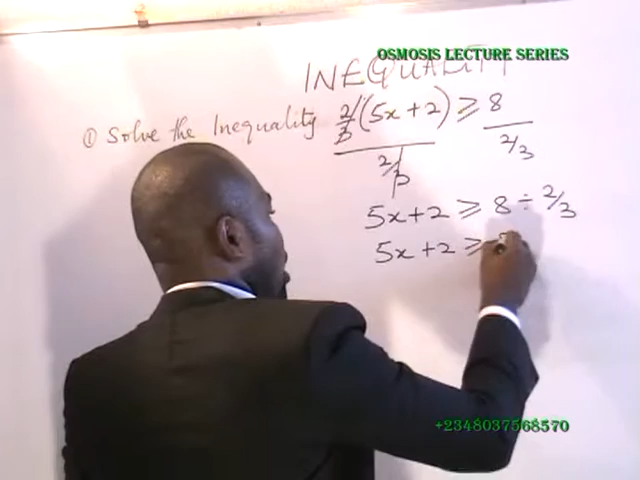 OSMOSIS LECTURE SERIES
INEQUALITY
① Solve the Inequality 2/3 (5x + 2) ≥ 8
2/3 2/3
5x + 2 ≥ 8 ÷ 2/3
5x + 2 ≥
+2348037568570